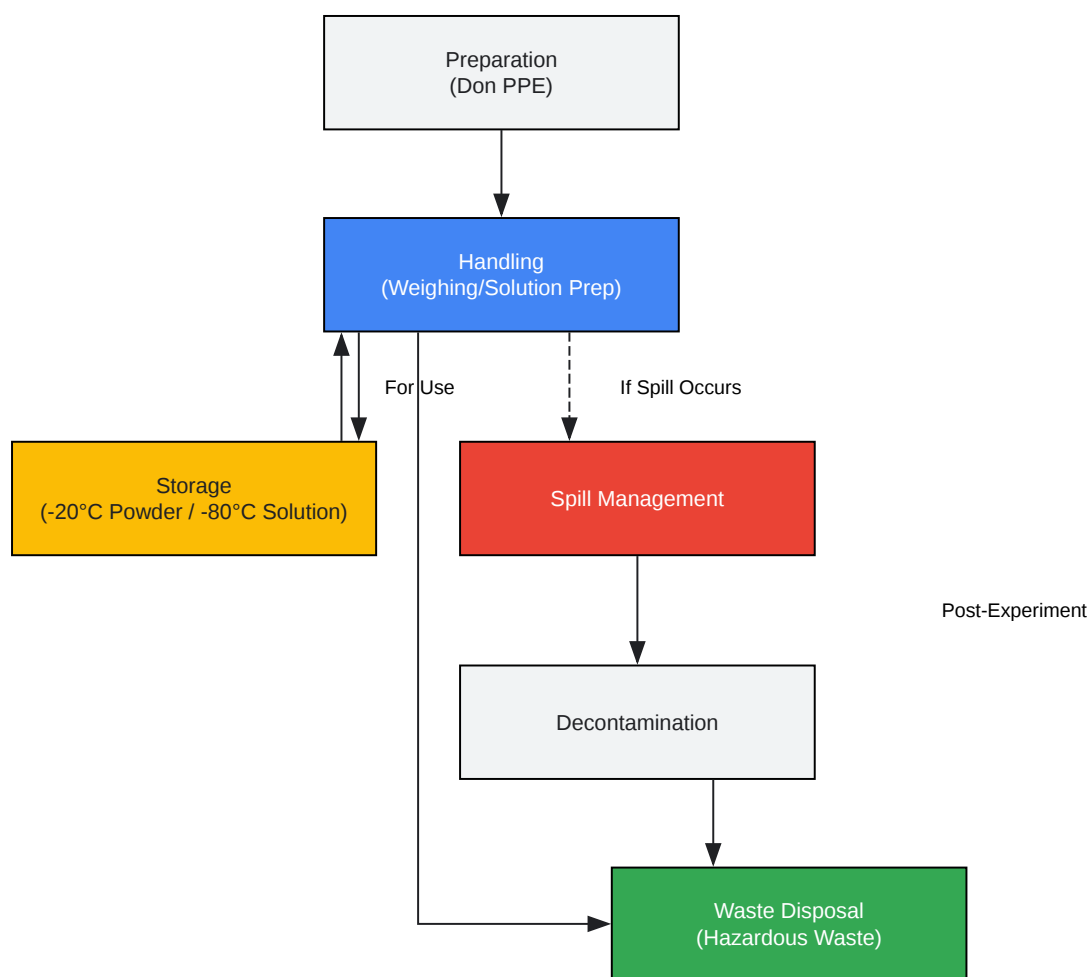 Preparation
(Don PPE)
Handling
(Weighing/Solution Prep)
For Use
If Spill Occurs
Storage
(-20°C Powder / -80°C Solution)
Spill Management
Post-Experiment
Decontamination
Waste Disposal
(Hazardous Waste)